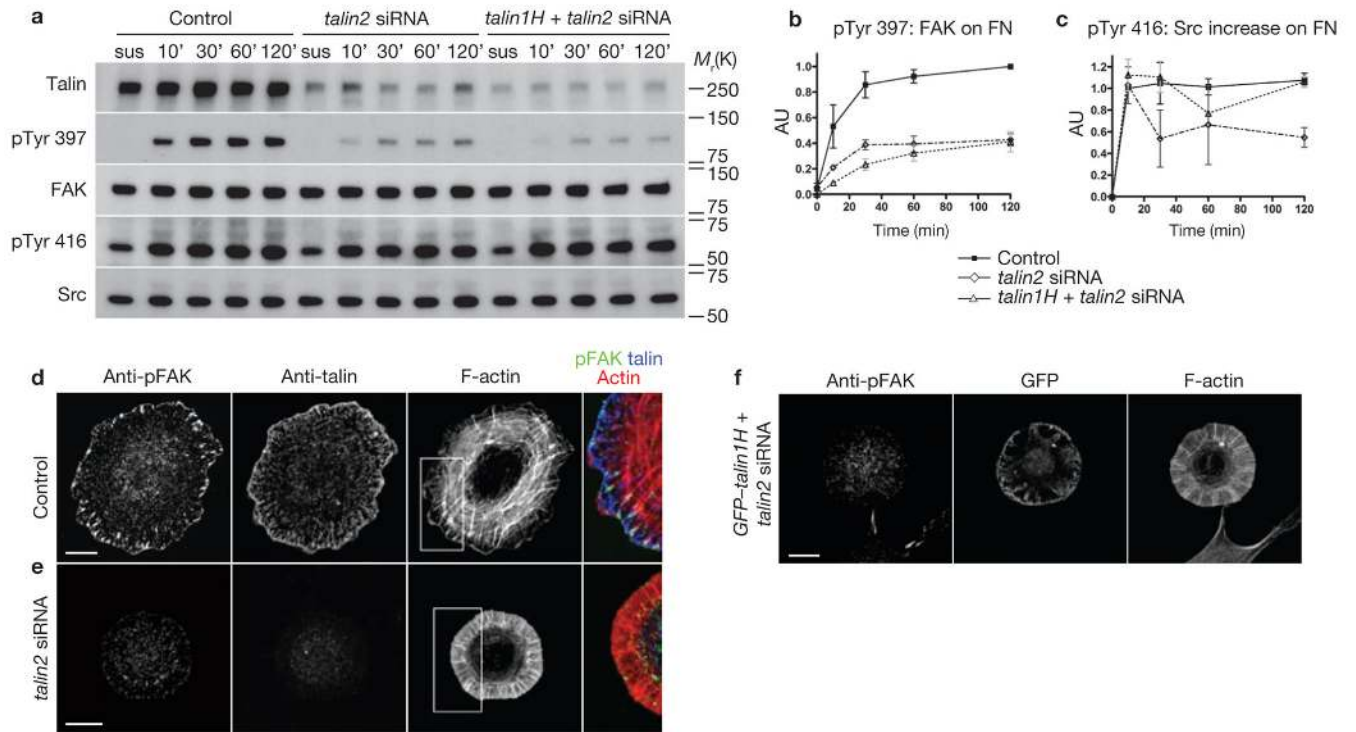 a
Control talin2 siRNA talin1H + talin2 siRNA
sus 10’ 30’ 60’ 120’ sus 10’ 30’ 60’ 120’ sus 10’ 30’ 60’ 120’ Mr(K)
Talin
250
150
pTyr 397
75
150
FAK
75
75
pTyr 416
50
75
Src
50
b pTyr 397: FAK on FN
AU
1.0
0.8
0.6
0.4
0.2
0.0
0 20 40 60 80 100 120
Time (min)
c pTyr 416: Src increase on FN
AU
1.2
1.0
0.8
0.6
0.4
0.2
0.0
0 20 40 60 80 100 120
Time (min)
Control
talin2 siRNA
talin1H + talin2 siRNA
d Anti-pFAK Anti-talin F-actin pFAK talin
Actin
Control
e
talin2 siRNA
f Anti-pFAK GFP F-actin
GFP–talin1H +
talin2 siRNA